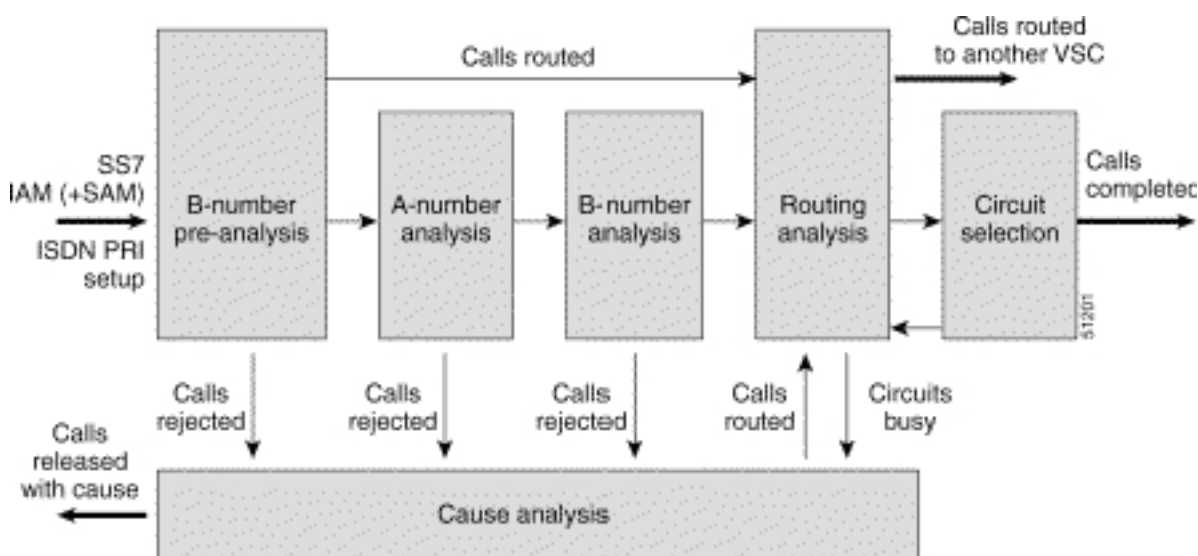 Calls routed
to another VSC
Calls routed
SS7
IAM (+SAM)
ISDN PRI
setup
B-number
pre-analysis
A-number
analysis
B-number
analysis
Routing
analysis
Circuit
selection
Calls
completed
51201
Calls
rejected
Calls
rejected
Calls
rejected
Calls
routed
Circuits
busy
Calls
released
with cause
Cause analysis